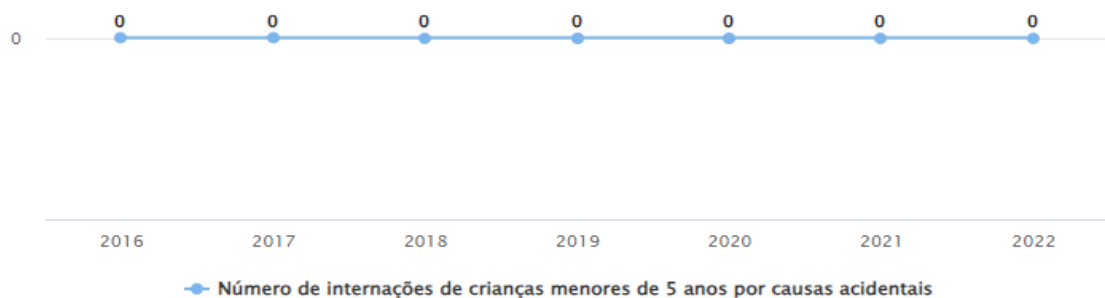 0 0 0 0 0 0 0
0
2016 2017 2018 2019 2020 2021 2022
Número de internações de crianças menores de 5 anos por causas acidentais